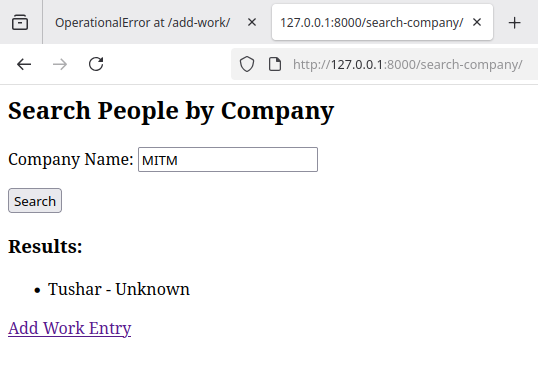 OperationalError at /add-work/
127.0.0.1:8000/search-company/
http://127.0.0.1:8000/search-company/
Search People by Company
Company Name: MITM
Search
Results:
• Tushar - Unknown
Add Work Entry